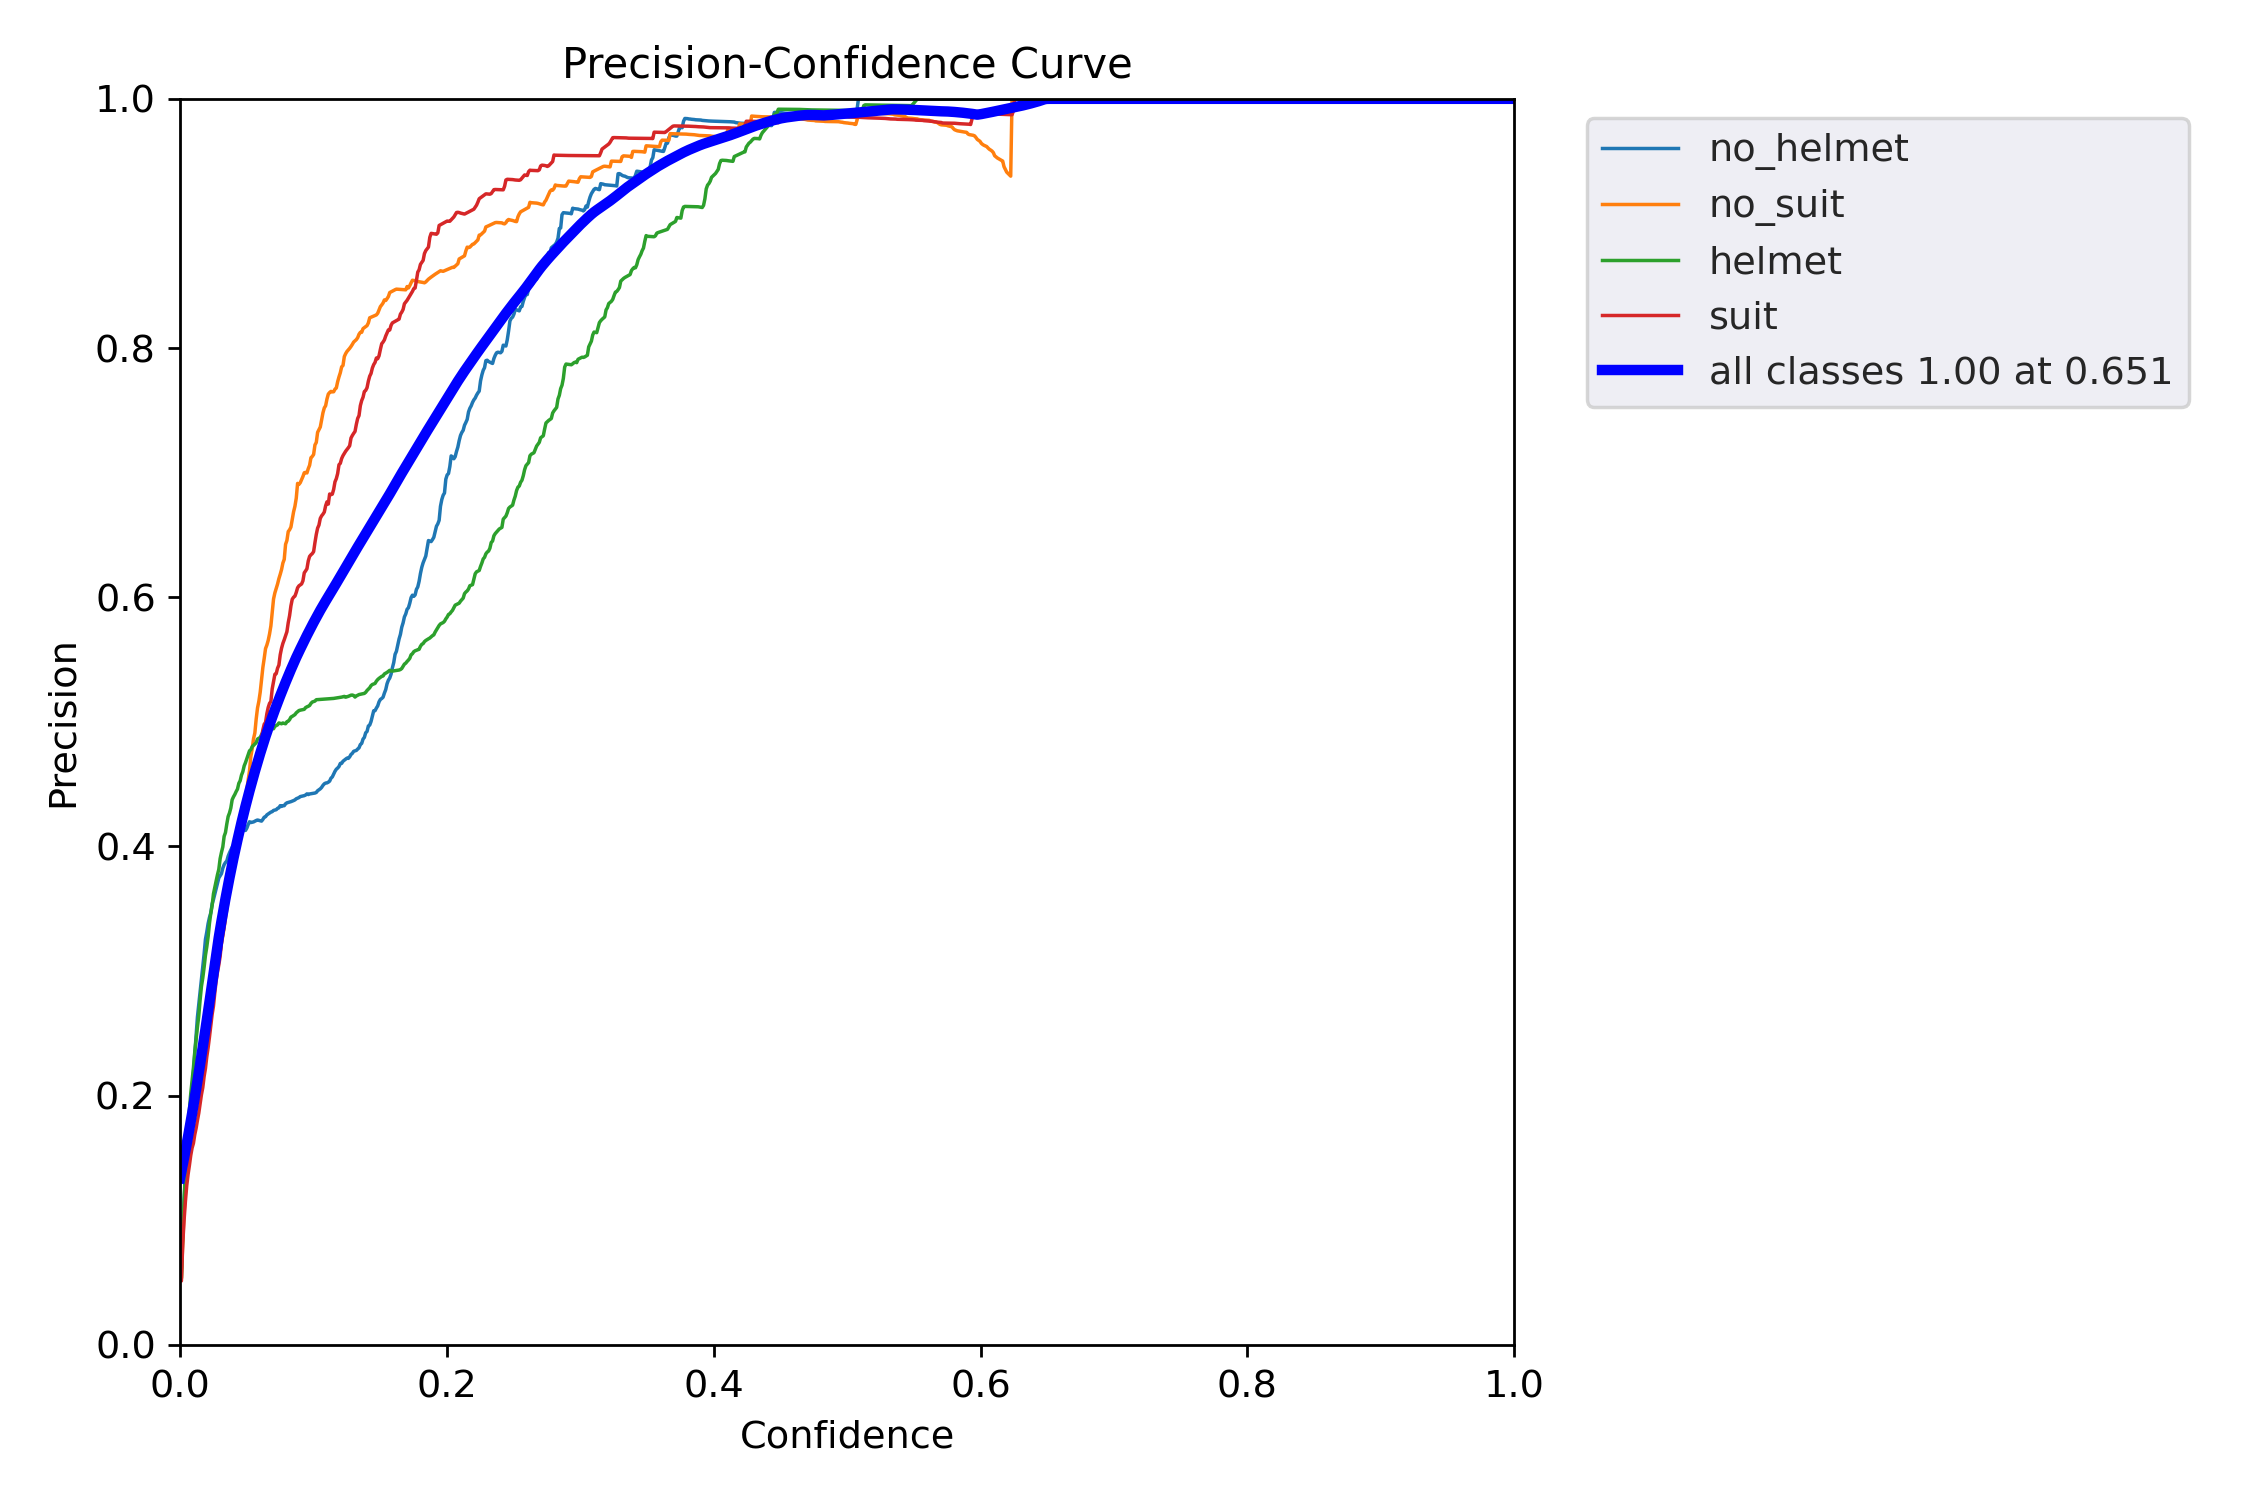 Precision-Confidence Curve
1.0
0.8
0.6
0.4
0.2
0.0
Precision
0.0 0.2 0.4 0.6 0.8 1.0
Confidence
no_helmet
no_suit
helmet
suit
all classes 1.00 at 0.651